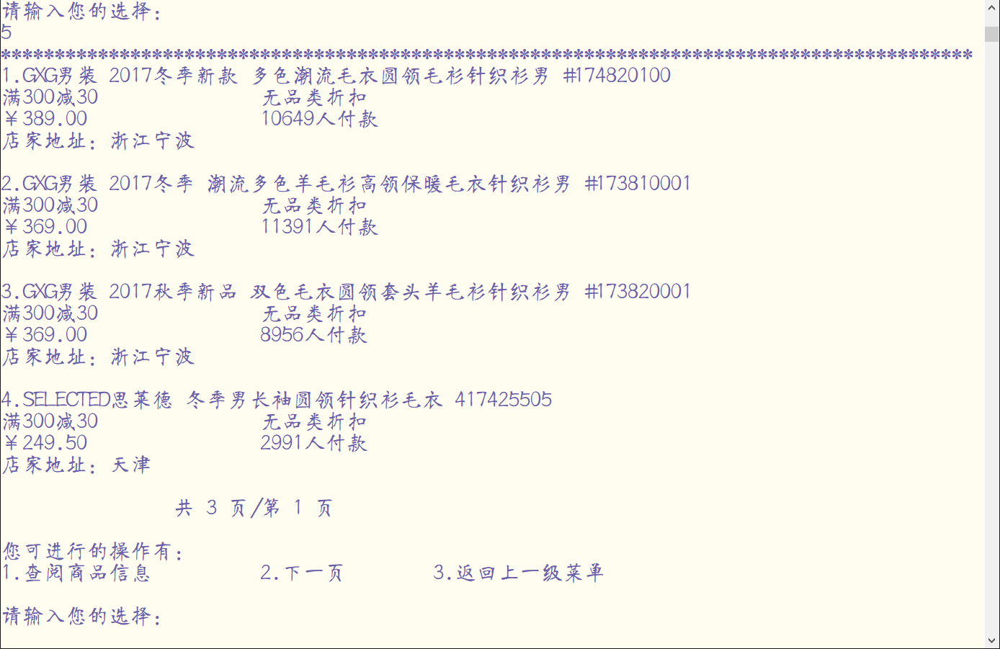 请输入您的选择：
5
******************************************************************************************
1.GXG男装 2017冬季新款 多色潮流毛衣圆领毛衫针织衫男 #174820100
满300减30 无品类折扣
￥389.00 10649人付款
店家地址：浙江宁波
2.GXG男装 2017冬季 潮流多色羊毛衫高领保暖毛衣针织衫男 #173810001
满300减30 无品类折扣
￥369.00 11391人付款
店家地址：浙江宁波
3.GXG男装 2017秋季新品 双色毛衣圆领套头羊毛衫针织衫男 #173820001
满300减30 无品类折扣
￥369.00 8956人付款
店家地址：浙江宁波
4.SELECTED思莱德 冬季男长袖圆领针织衫毛衣 417425505
满300减30 无品类折扣
￥249.50 2991人付款
店家地址：天津
共 3 页/第 1 页
您可进行的操作有：
1.查阅商品信息 2.下一页 3.返回上一级菜单
请输入您的选择：